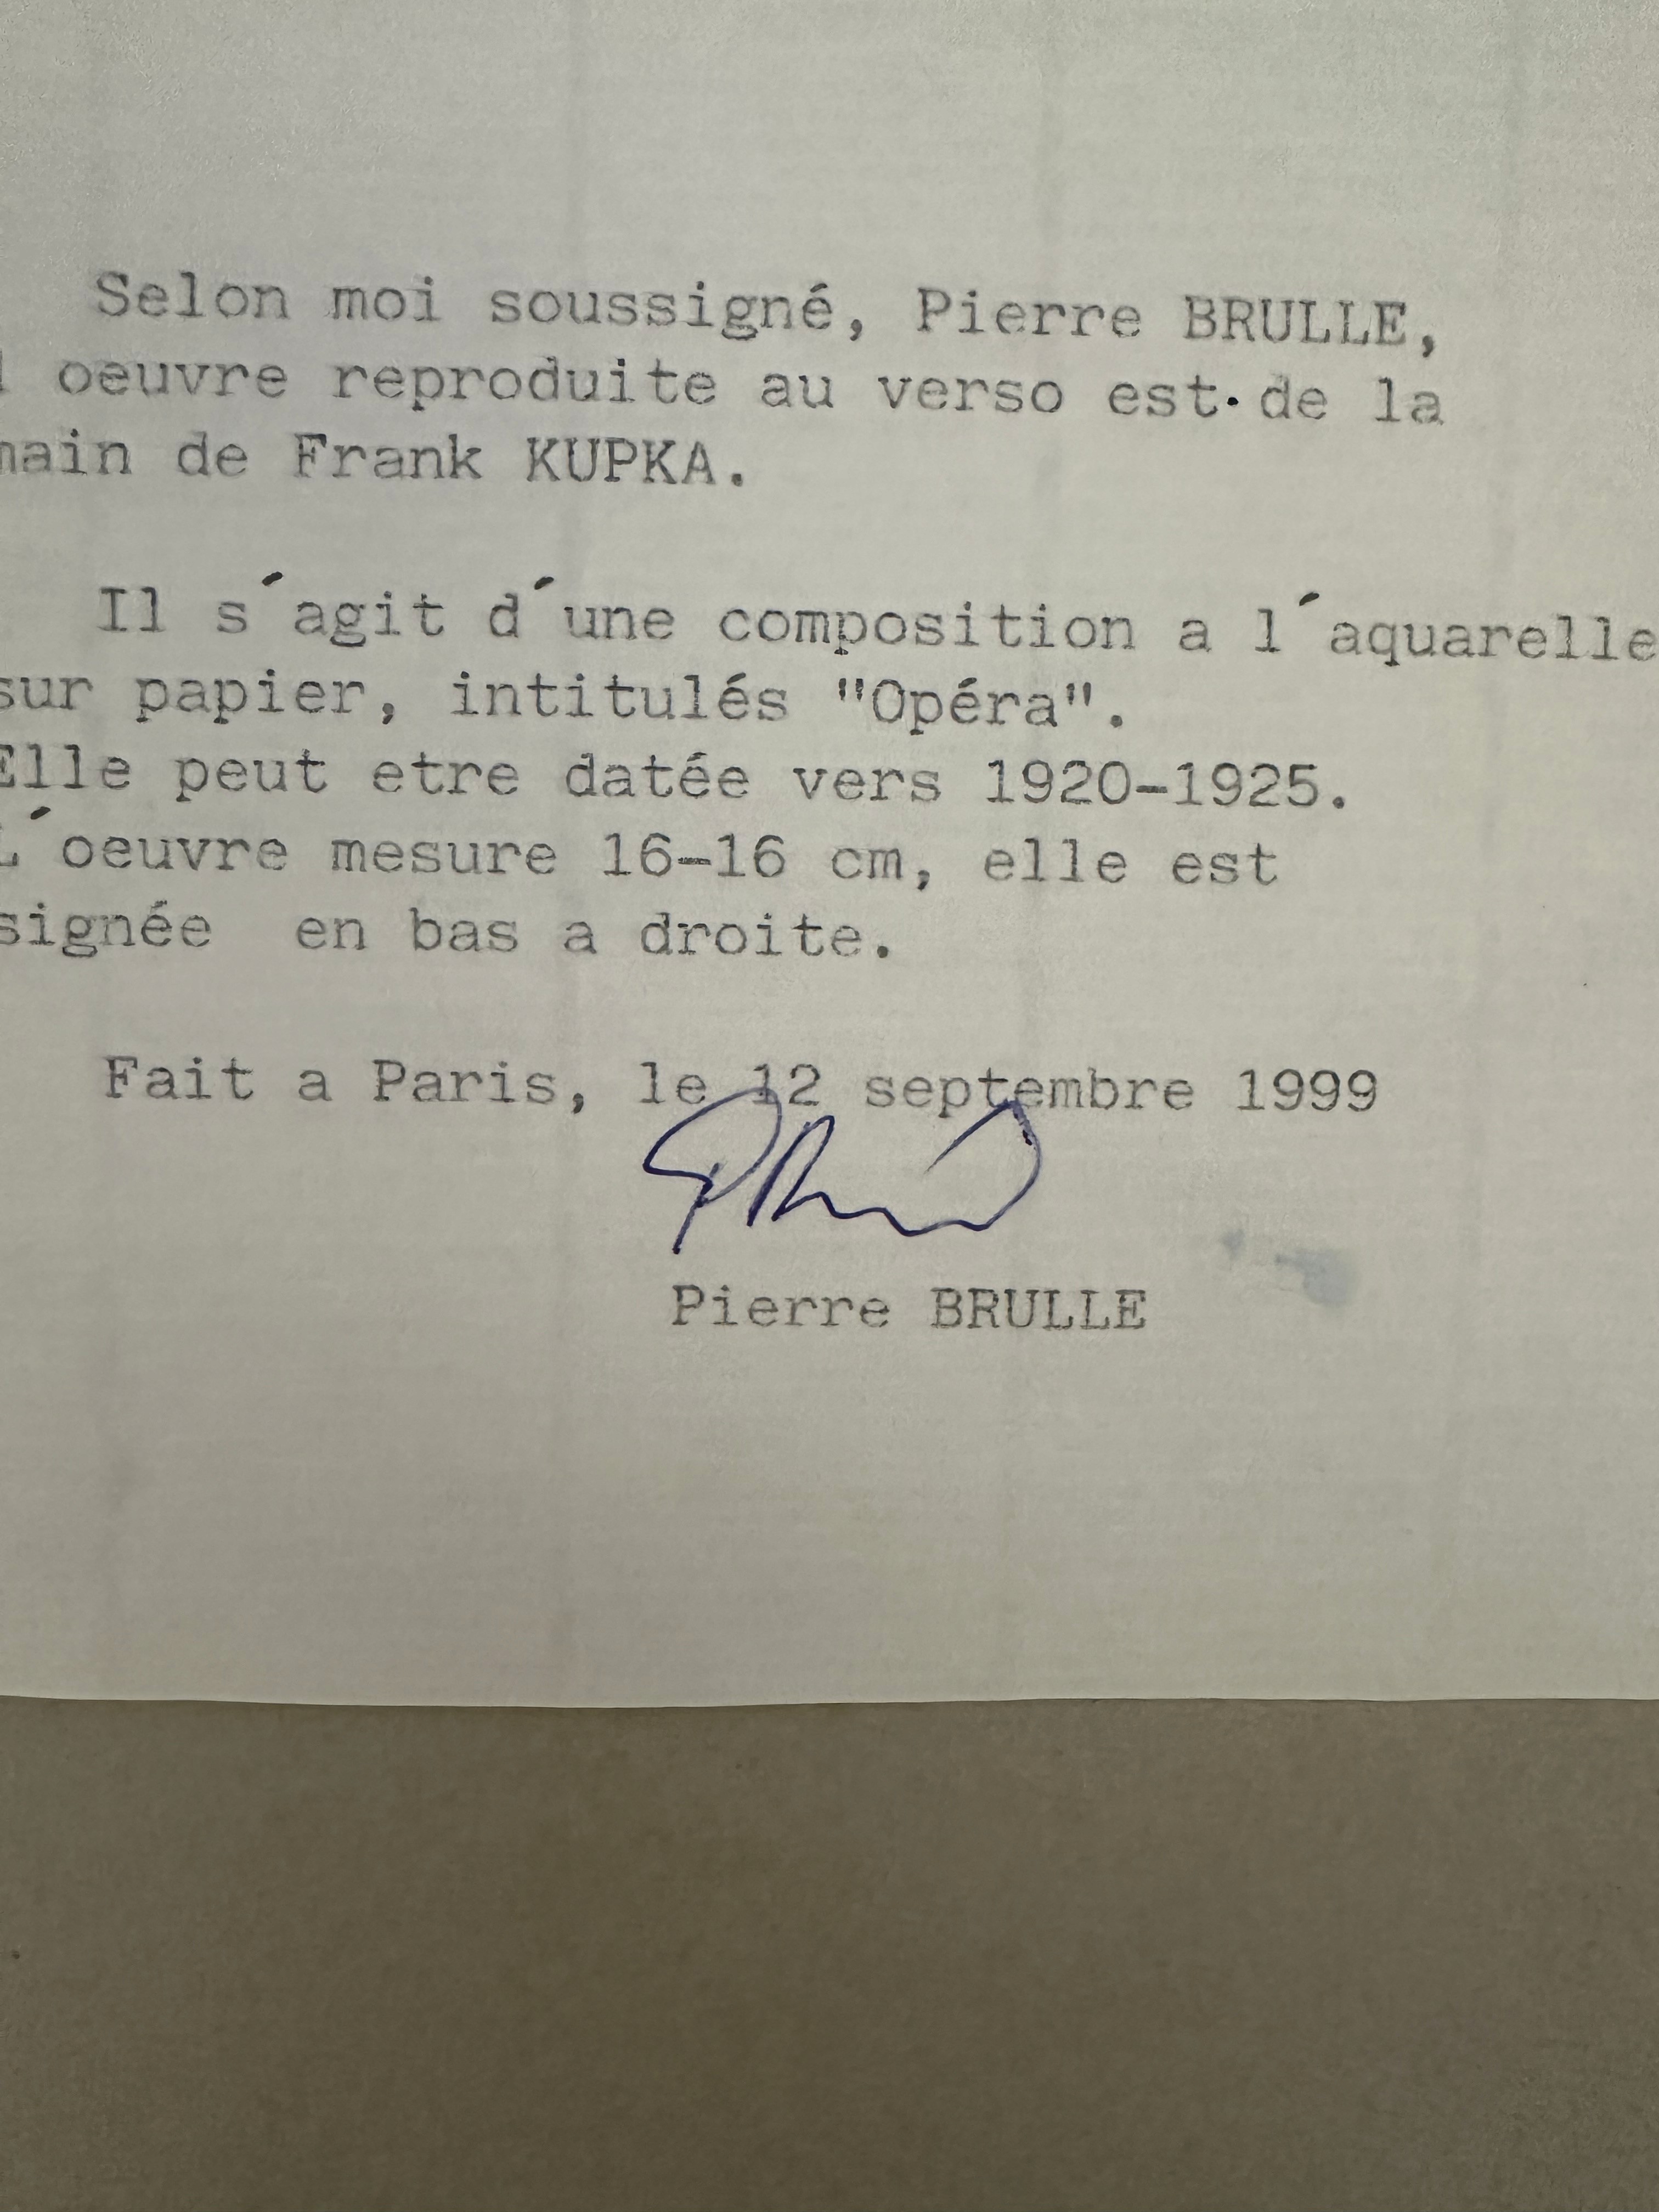 Selon moi soussigné, Pierre BRULLE,
l oeuvre reproduite au verso est·de la
main de Frank KUPKA.
Il s´agit d´une composition a l´aquarelle
sur papier, intitulés "Opéra".
Elle peut etre datée vers 1920-1925.
L´oeuvre mesure 16-16 cm, elle est
signée en bas a droite.
Fait a Paris, le 12 septembre 1999
Pierre BRULLE